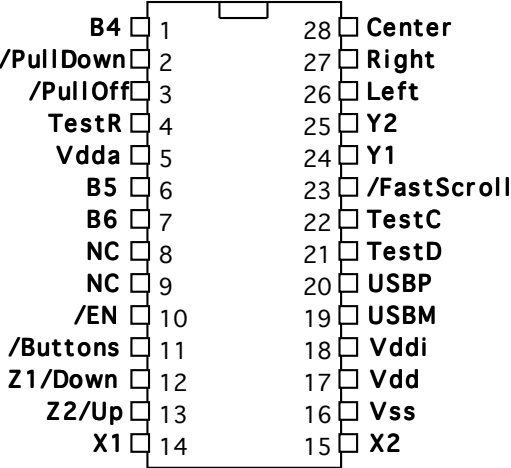 B4 1 28 Center
/PullDown 2 27 Right
/PullOff 3 26 Left
TestR 4 25 Y2
Vdda 5 24 Y1
B5 6 23 /FastScroll
B6 7 22 TestC
NC 8 21 TestD
NC 9 20 USBP
/EN 10 19 USBM
/Buttons 11 18 Vddi
Z1/Down 12 17 Vdd
Z2/Up 13 16 Vss
X1 14 15 X2